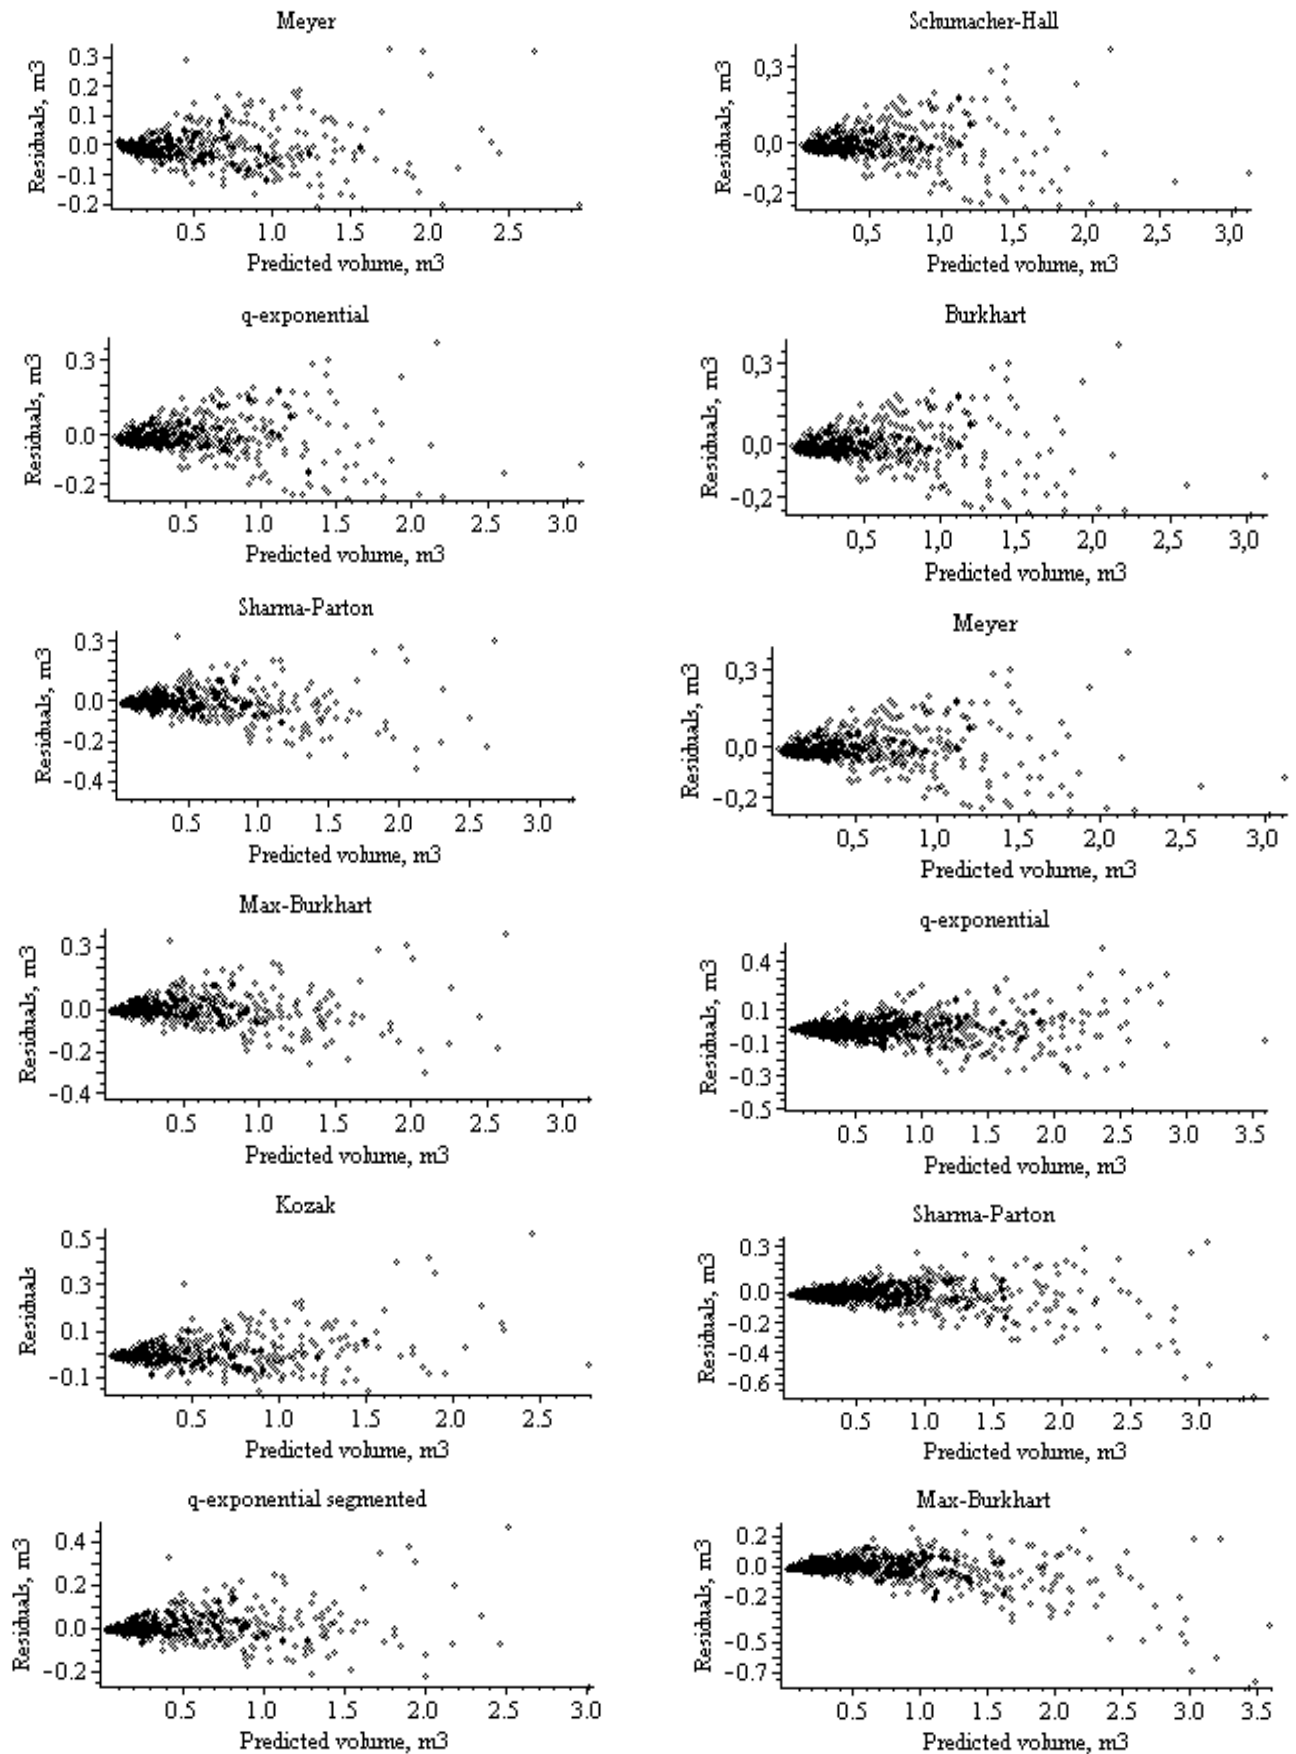 Meyer
Residuals, m3
0.3
0.2
0.1
0.0
-0.1
-0.2
0.5 1.0 1.5 2.0 2.5
Predicted volume, m3
Schumacher-Hall
Residuals, m3
0,3
0,0
-0,2
0,5 1,0 1,5 2,0 2,5 3,0
Predicted volume, m3
q-exponential
Residuals, m3
0.3
0.0
-0.2
0.5 1.0 1.5 2.0 2.5 3.0
Predicted volume, m3
Burkhart
Residuals, m3
0,3
0,0
-0,2
0,5 1,0 1,5 2,0 2,5 3,0
Predicted volume, m3
Sharma-Parton
Residuals, m3
0.3
0.0
-0.2
-0.4
0.5 1.0 1.5 2.0 2.5 3.0
Predicted volume, m3
Meyer
Residuals, m3
0,3
0,0
-0,2
0,5 1,0 1,5 2,0 2,5 3,0
Predicted volume, m3
Max-Burkhart
Residuals, m3
0.3
0.0
-0.2
-0.4
0.5 1.0 1.5 2.0 2.5 3.0
Predicted volume, m3
q-exponential
Residuals, m3
0.4
0.1
-0.1
-0.3
-0.5
0.5 1.0 1.5 2.0 2.5 3.0 3.5
Predicted volume, m3
Kozak
Residuals
0.5
0.3
0.1
-0.1
0.5 1.0 1.5 2.0 2.5
Predicted volume, m3
Sharma-Parton
Residuals, m3
0.3
0.0
-0.2
-0.4
-0.6
0.5 1.0 1.5 2.0 2.5 3.0
Predicted volume, m3
q-exponential segmented
Residuals, m3
0.4
0.2
0.0
-0.2
0.5 1.0 1.5 2.0 2.5 3.0
Predicted volume, m3
Max-Burkhart
Residuals, m3
0.2
0.0
-0.2
-0.5
-0.7
0.5 1.0 1.5 2.0 2.5 3.0 3.5
Predicted volume, m3